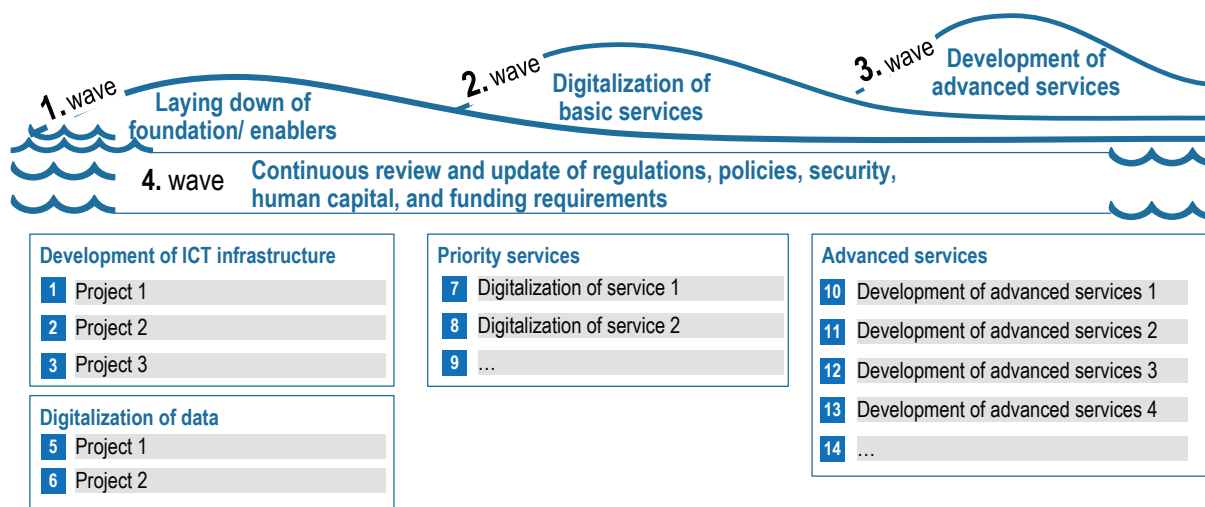 1. wave
Laying down of
foundation/ enablers
2. wave
Digitalization of
basic services
3. wave
Development of
advanced services
4. wave
Continuous review and update of regulations, policies, security,
human capital, and funding requirements
Development of ICT infrastructure
1 Project 1
2 Project 2
3 Project 3
Digitalization of data
5 Project 1
6 Project 2
Priority services
7 Digitalization of service 1
8 Digitalization of service 2
9 …
Advanced services
10 Development of advanced services 1
11 Development of advanced services 2
12 Development of advanced services 3
13 Development of advanced services 4
14 …